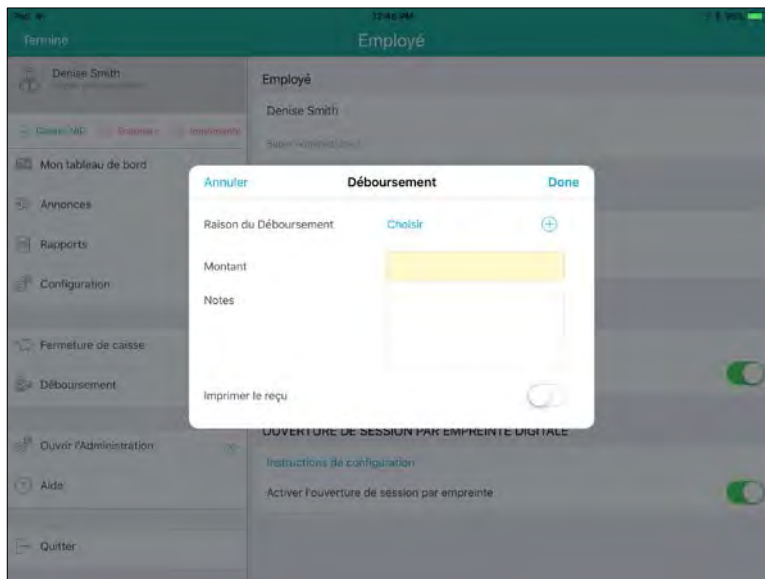 12:46 PM
Terminé
Employé
Denise Smith
Employé
Denise Smith
Mon tableau de bord
Annonces
Rapports
Configuration
Fermeture de caisse
Déboursement
Ouvrir l'Administration
Aide
Quitter
Annuler
Déboursement
Done
Raison du Déboursement
Choisir
Montant
Notes
Imprimer le reçu
OUVERTURE DE SESSION PAR EMPREINTE DIGITALE
Instructions de configuration
Activer l'ouverture de session par empreinte